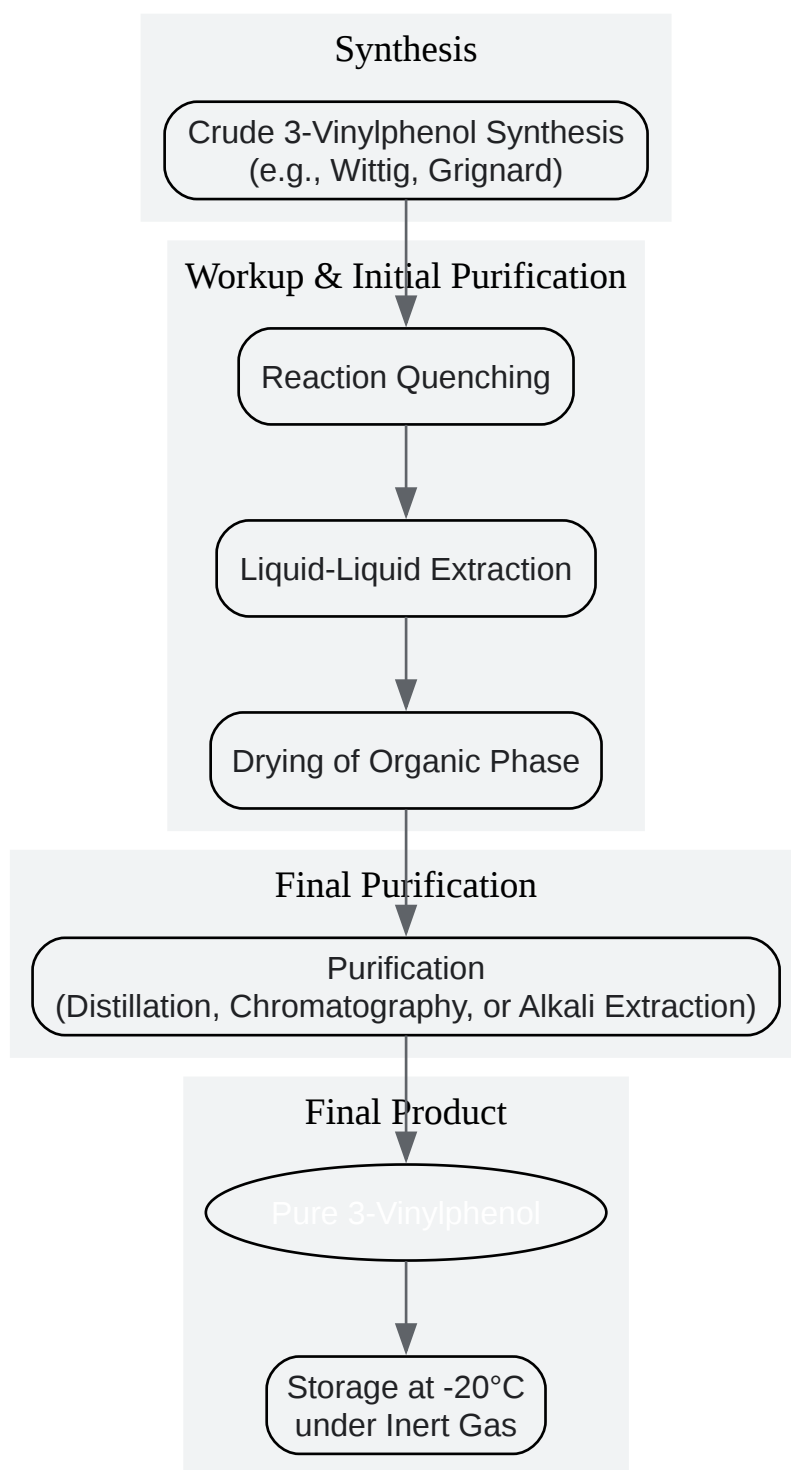 Synthesis
Crude 3-Vinylphenol Synthesis
(e.g., Wittig, Grignard)
Workup & Initial Purification
Reaction Quenching
Liquid-Liquid Extraction
Drying of Organic Phase
Final Purification
Purification
(Distillation, Chromatography, or Alkali Extraction)
Final Product
Pure 3-Vinylphenol
Storage at -20°C
under Inert Gas